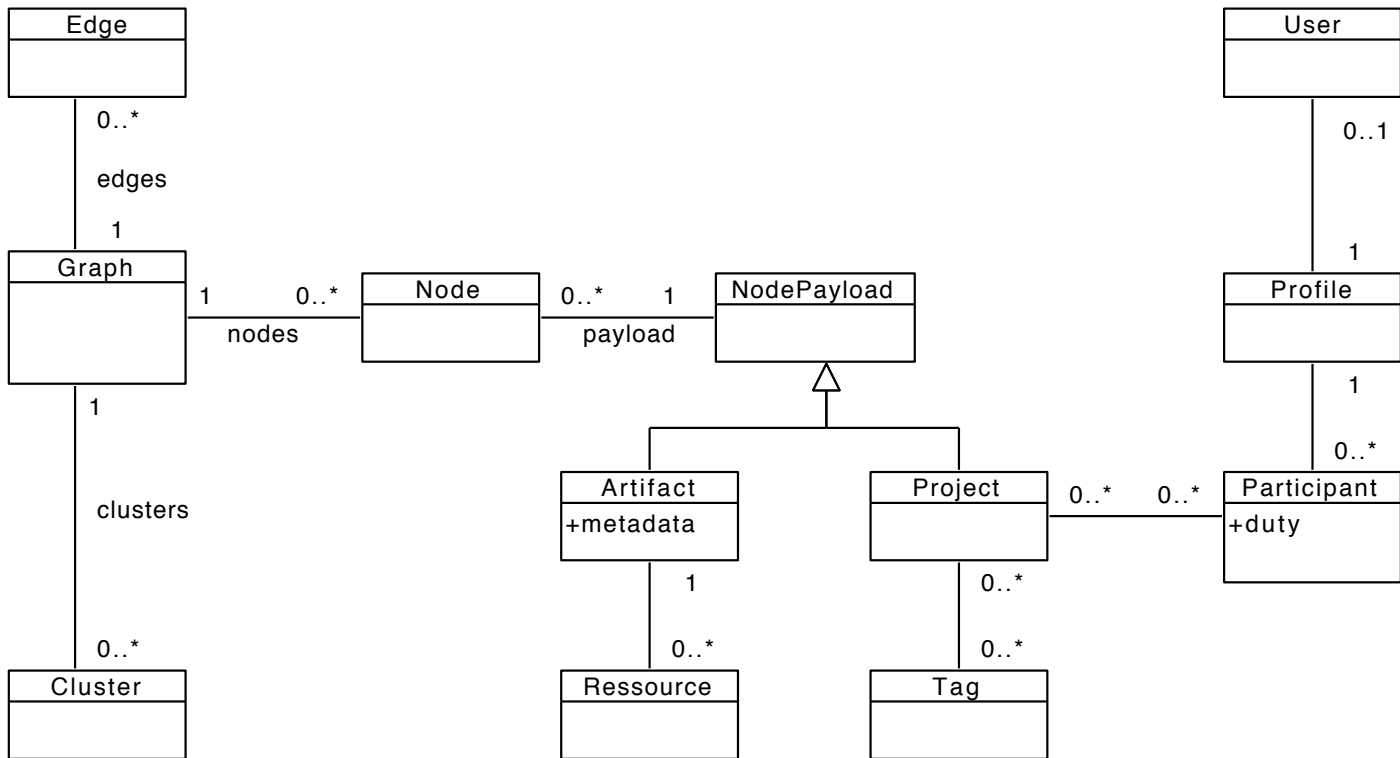 Edge
User
0..*
0..1
edges
1
1
Graph
Node
NodePayload
Profile
1
0..*
0..*
1
nodes
payload
1
1
0..*
Artifact
Project
Participant
+metadata
0..*
0..*
+duty
clusters
1
0..*
0..*
0..*
0..*
Cluster
Ressource
Tag